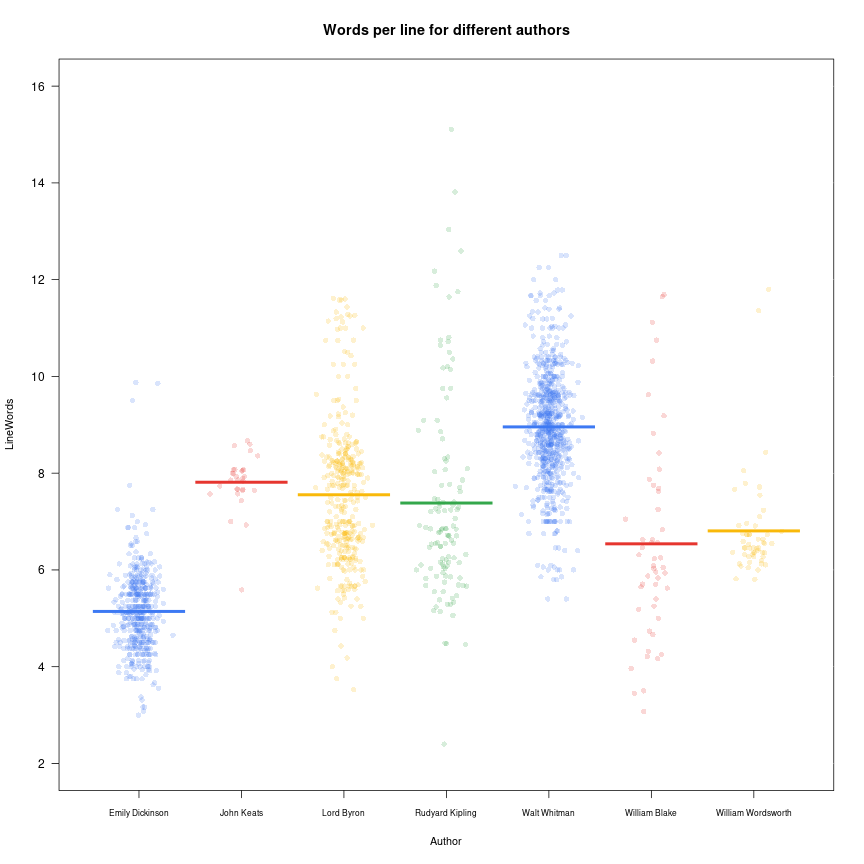 Words per line for different authors
LineWords
16
14
12
10
8
6
4
2
Emily Dickinson John Keats Lord Byron Rudyard Kipling Walt Whitman William Blake William Wordsworth
Author